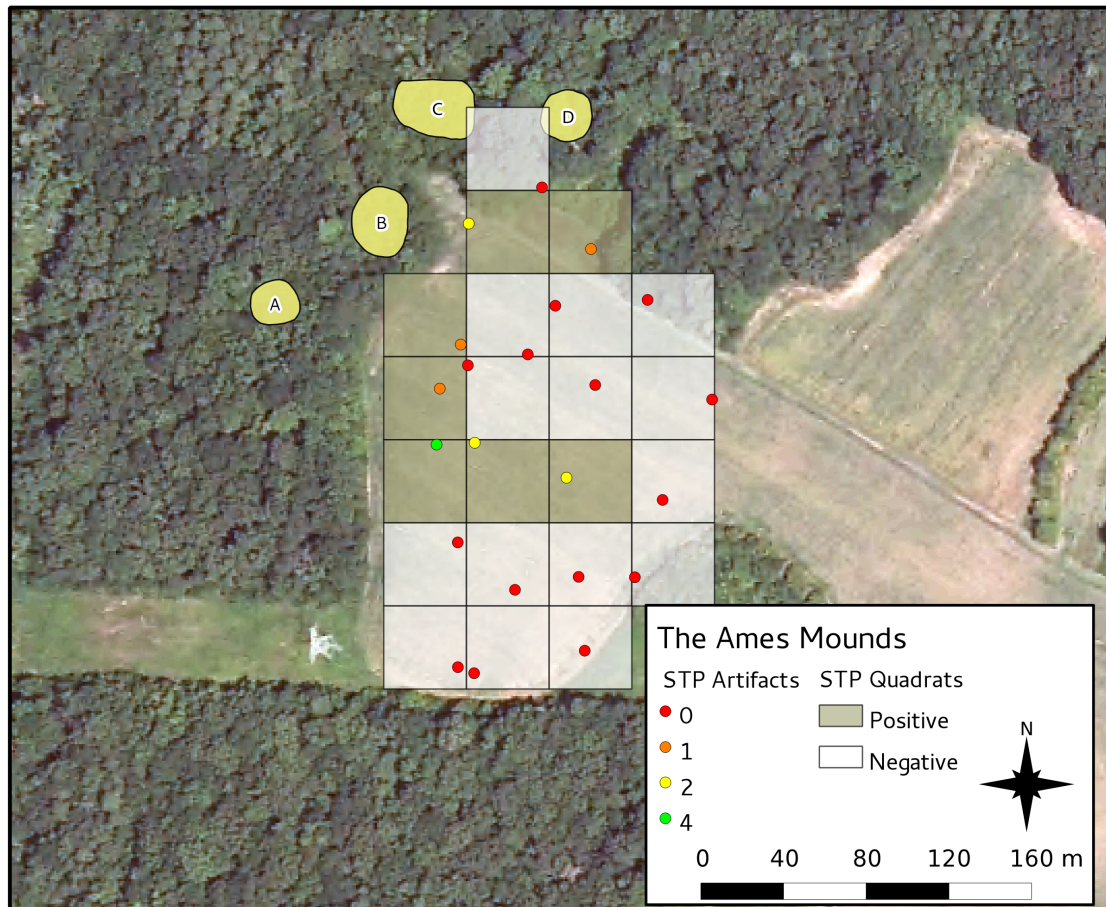 C
D
B
A
The Ames Mounds
STP Artifacts
0
1
2
4
STP Quadrats
Positive
Negative
N
0 40 80 120 160 m